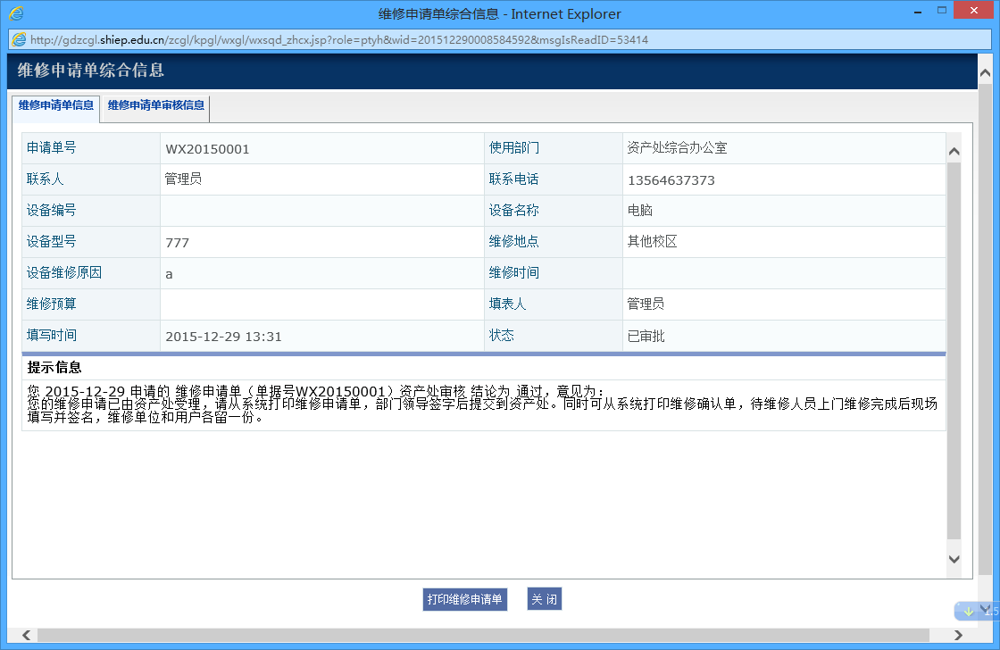 维修申请单综合信息 - Internet Explorer
http://gdzcgl.shiep.edu.cn/zcgl/kpgl/wxgl/wxsqd_zhcx.jsp?role=ptyh&wid=201512290008584592&msgIsReadID=53414
维修申请单综合信息
维修申请单信息 维修申请单审核信息
申请单号 WX20150001 使用部门 资产处综合办公室
联系人 管理员 联系电话 13564637373
设备编号 设备名称 电脑
设备型号 777 维修地点 其他校区
设备维修原因 a 维修时间
维修预算 填表人 管理员
填写时间 2015-12-29 13:31 状态 已审批
提示信息
您 2015-12-29 申请的 维修申请单（单据号WX20150001）资产处审核 结论为 通过，意见为：
您的维修申请已由资产处受理，请从系统打印维修申请单，部门领导签字后提交到资产处。同时可从系统打印维修确认单，待维修人员上门维修完成后现场
填写并签名，维修单位和用户各留一份。
打印维修申请单 关 闭